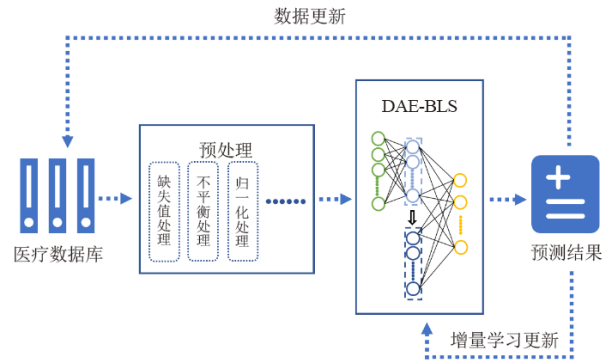 数据更新
DAE-BLS
预处理
缺失值处理
不平衡处理
归一化处理
医疗数据库
预测结果
增量学习更新